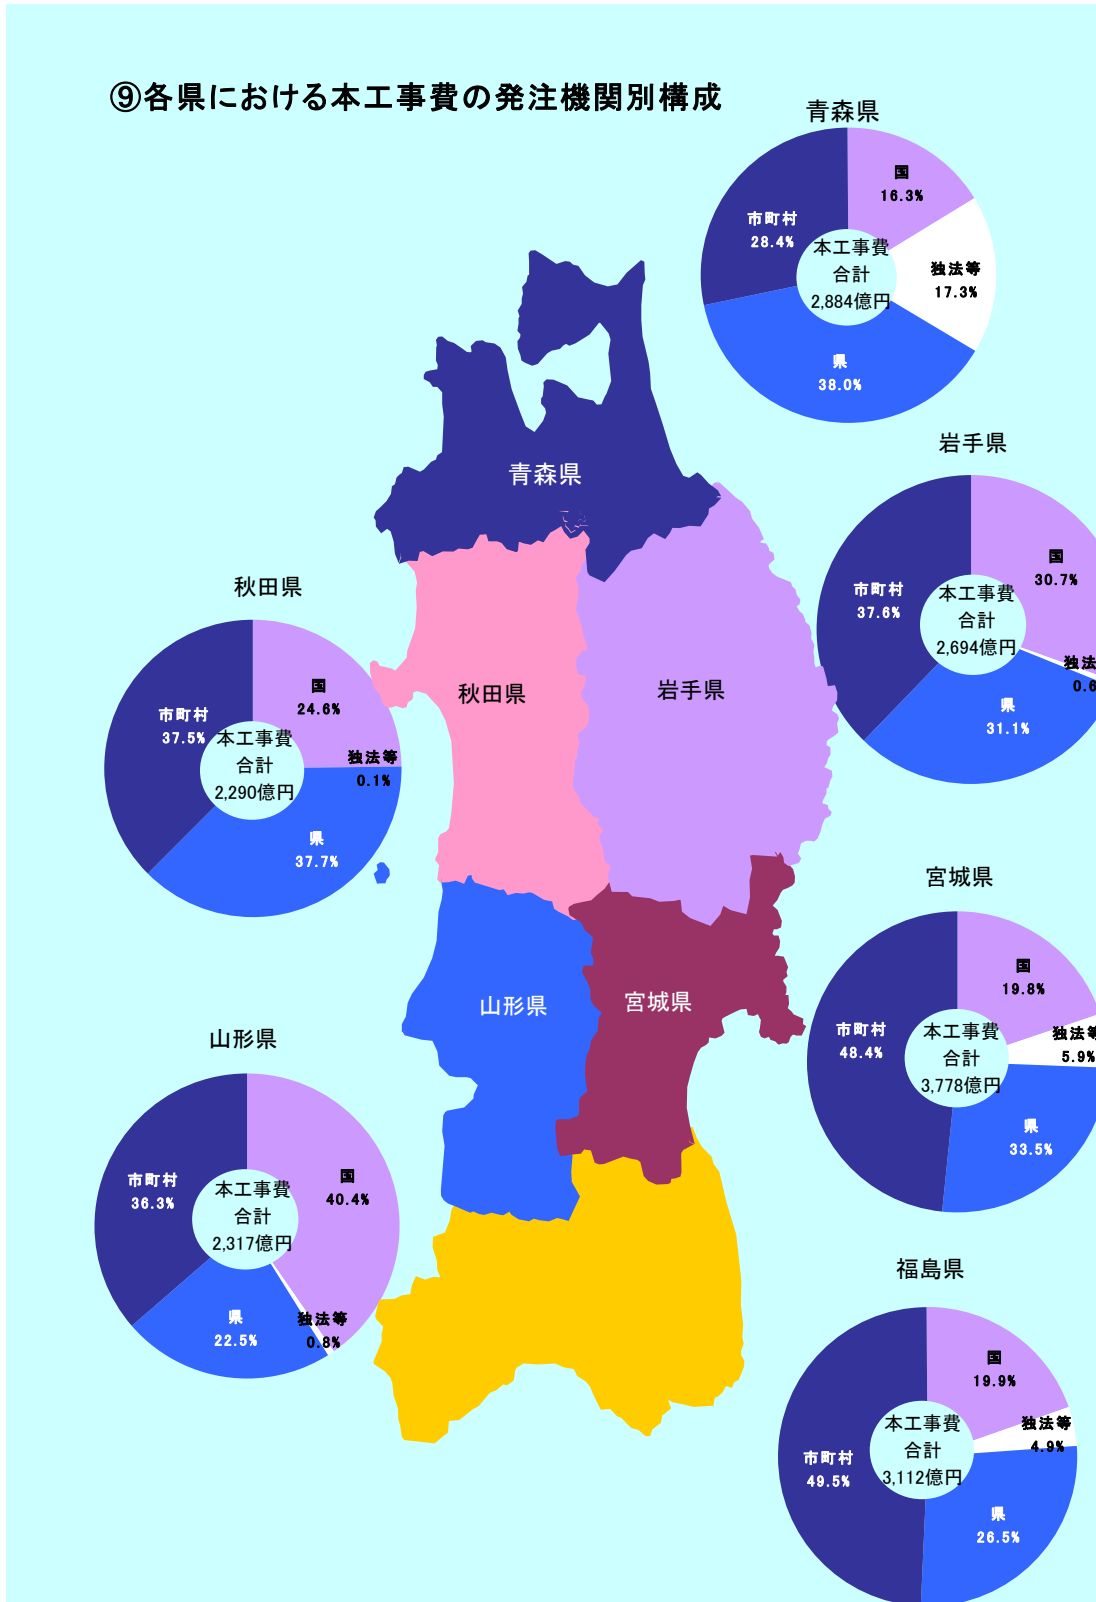 ⑨各県における本工事費の発注機関別構成
青森県
国
16.3%
独法等
17.3%
県
38.0%
市町村
28.4%
本工事費
合計
2,884億円
岩手県
国
30.7%
独法
0.6
県
31.1%
市町村
37.6%
本工事費
合計
2,694億円
秋田県
国
24.6%
独法等
0.1%
県
37.7%
市町村
37.5%
本工事費
合計
2,290億円
宮城県
国
19.8%
独法等
5.9%
県
33.5%
市町村
48.4%
本工事費
合計
3,778億円
山形県
国
40.4%
独法等
0.8%
県
22.5%
市町村
36.3%
本工事費
合計
2,317億円
福島県
国
19.9%
独法等
4.9%
県
26.5%
市町村
49.5%
本工事費
合計
3,112億円
青森県
秋田県
岩手県
山形県
宮城県